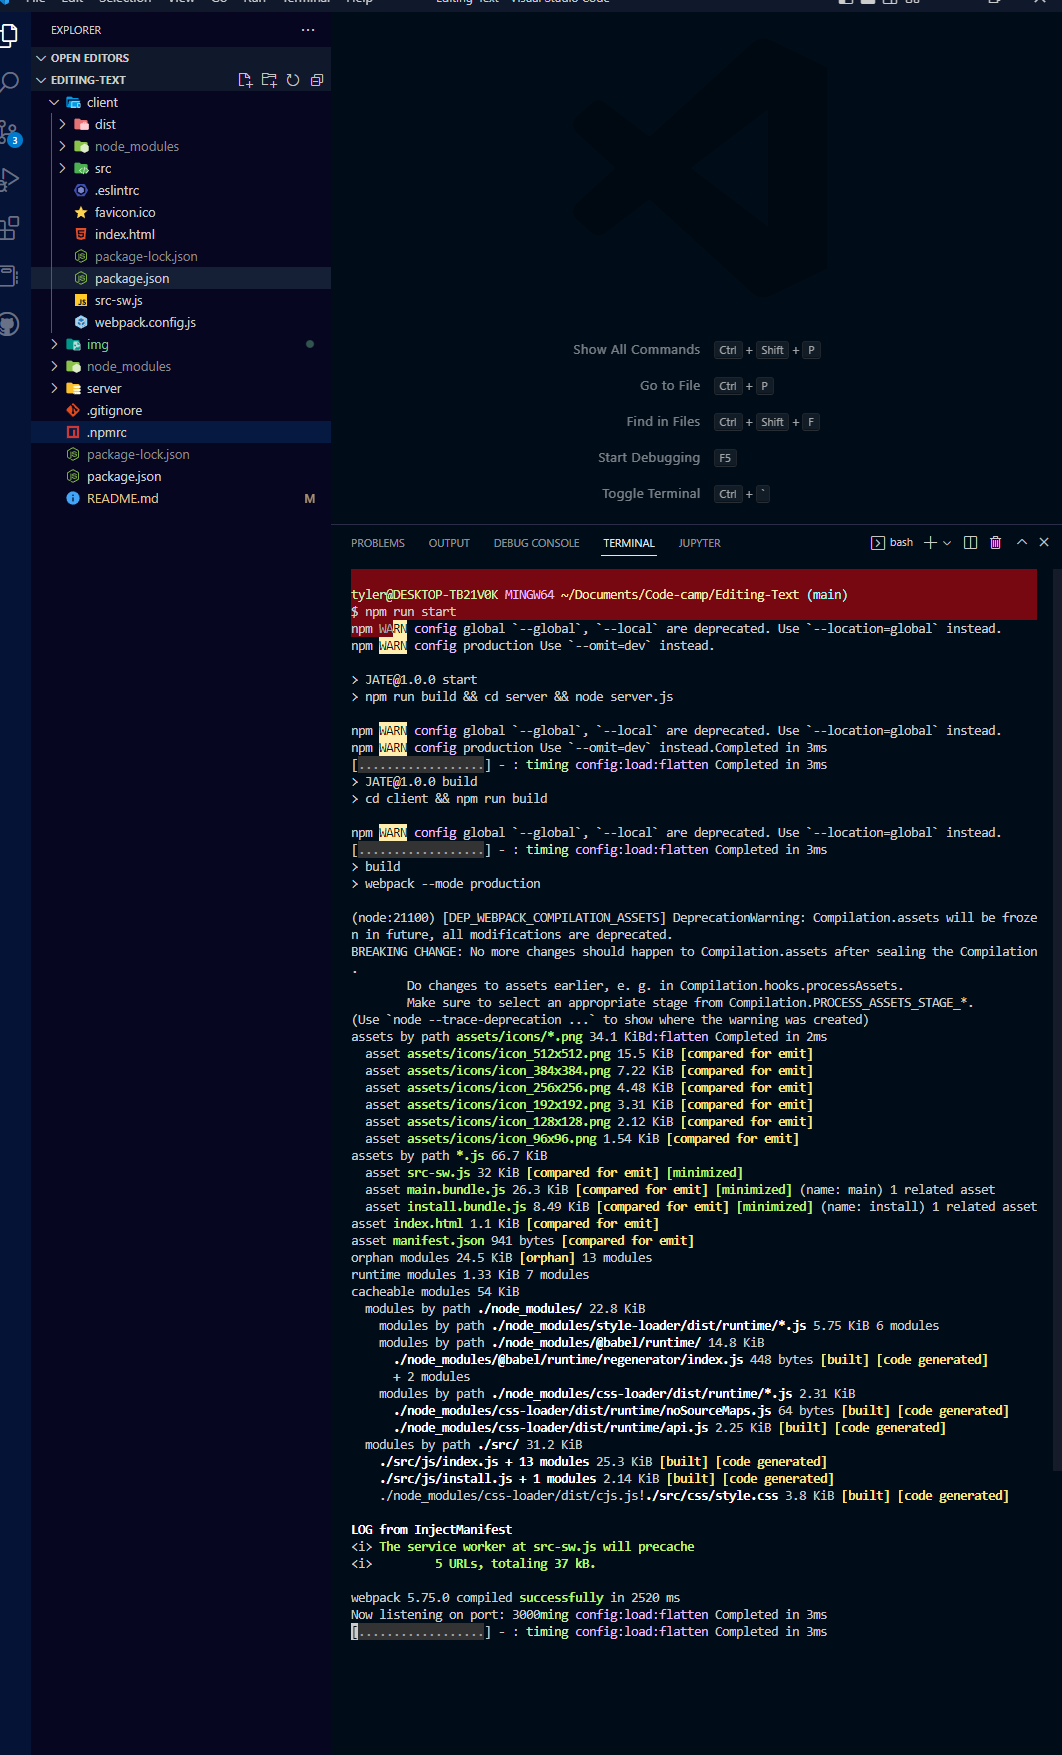 EXPLORER
OPEN EDITORS
EDITING-TEXT
client
dist
node_modules
src
.eslintrc
favicon.ico
index.html
package-lock.json
package.json
src-sw.js
webpack.config.js
img
node_modules
server
.gitignore
.npmrc
package-lock.json
package.json
README.md M
3
Show All Commands Ctrl + Shift + P
Go to File Ctrl + P
Find in Files Ctrl + Shift + F
Start Debugging F5
Toggle Terminal Ctrl + `
PROBLEMS OUTPUT DEBUG CONSOLE TERMINAL JUPYTER bash
tyler@DESKTOP-TB21V0K MINGW64 ~/Documents/Code-camp/Editing-Text (main)
$ npm run start
npm WARN config global `--global`, `--local` are deprecated. Use `--location=global` instead.
npm WARN config production Use `--omit=dev` instead.
> JATE@1.0.0 start
> npm run build && cd server && node server.js
npm WARN config global `--global`, `--local` are deprecated. Use `--location=global` instead.
npm WARN config production Use `--omit=dev` instead.Completed in 3ms
[..................] - : timing config:load:flatten Completed in 3ms
> JATE@1.0.0 build
> cd client && npm run build
npm WARN config global `--global`, `--local` are deprecated. Use `--location=global` instead.
[..................] - : timing config:load:flatten Completed in 3ms
> build
> webpack --mode production
(node:21100) [DEP_WEBPACK_COMPILATION_ASSETS] DeprecationWarning: Compilation.assets will be froze
n in future, all modifications are deprecated.
BREAKING CHANGE: No more changes should happen to Compilation.assets after sealing the Compilation
.
Do changes to assets earlier, e. g. in Compilation.hooks.processAssets.
Make sure to select an appropriate stage from Compilation.PROCESS_ASSETS_STAGE_*.
(Use `node --trace-deprecation ...` to show where the warning was created)
assets by path assets/icons/*.png 34.1 KiBd:flatten Completed in 2ms
asset assets/icons/icon_512x512.png 15.5 KiB [compared for emit]
asset assets/icons/icon_384x384.png 7.22 KiB [compared for emit]
asset assets/icons/icon_256x256.png 4.48 KiB [compared for emit]
asset assets/icons/icon_192x192.png 3.31 KiB [compared for emit]
asset assets/icons/icon_128x128.png 2.12 KiB [compared for emit]
asset assets/icons/icon_96x96.png 1.54 KiB [compared for emit]
assets by path *.js 66.7 KiB
asset src-sw.js 32 KiB [compared for emit] [minimized]
asset main.bundle.js 26.3 KiB [compared for emit] [minimized] (name: main) 1 related asset
asset install.bundle.js 8.49 KiB [compared for emit] [minimized] (name: install) 1 related asset
asset index.html 1.1 KiB [compared for emit]
asset manifest.json 941 bytes [compared for emit]
orphan modules 24.5 KiB [orphan] 13 modules
runtime modules 1.33 KiB 7 modules
cacheable modules 54 KiB
modules by path ./node_modules/ 22.8 KiB
modules by path ./node_modules/style-loader/dist/runtime/*.js 5.75 KiB 6 modules
modules by path ./node_modules/@babel/runtime/ 14.8 KiB
./node_modules/@babel/runtime/regenerator/index.js 448 bytes [built] [code generated]
+ 2 modules
modules by path ./node_modules/css-loader/dist/runtime/*.js 2.31 KiB
./node_modules/css-loader/dist/runtime/noSourceMaps.js 64 bytes [built] [code generated]
./node_modules/css-loader/dist/runtime/api.js 2.25 KiB [built] [code generated]
modules by path ./src/ 31.2 KiB
./src/js/index.js + 13 modules 25.3 KiB [built] [code generated]
./src/js/install.js + 1 modules 2.14 KiB [built] [code generated]
./node_modules/css-loader/dist/cjs.js!./src/css/style.css 3.8 KiB [built] [code generated]
LOG from InjectManifest
<i> The service worker at src-sw.js will precache
<i> 5 URLs, totaling 37 kB.
webpack 5.75.0 compiled successfully in 2520 ms
Now listening on port: 3000ming config:load:flatten Completed in 3ms
[..................] - : timing config:load:flatten Completed in 3ms